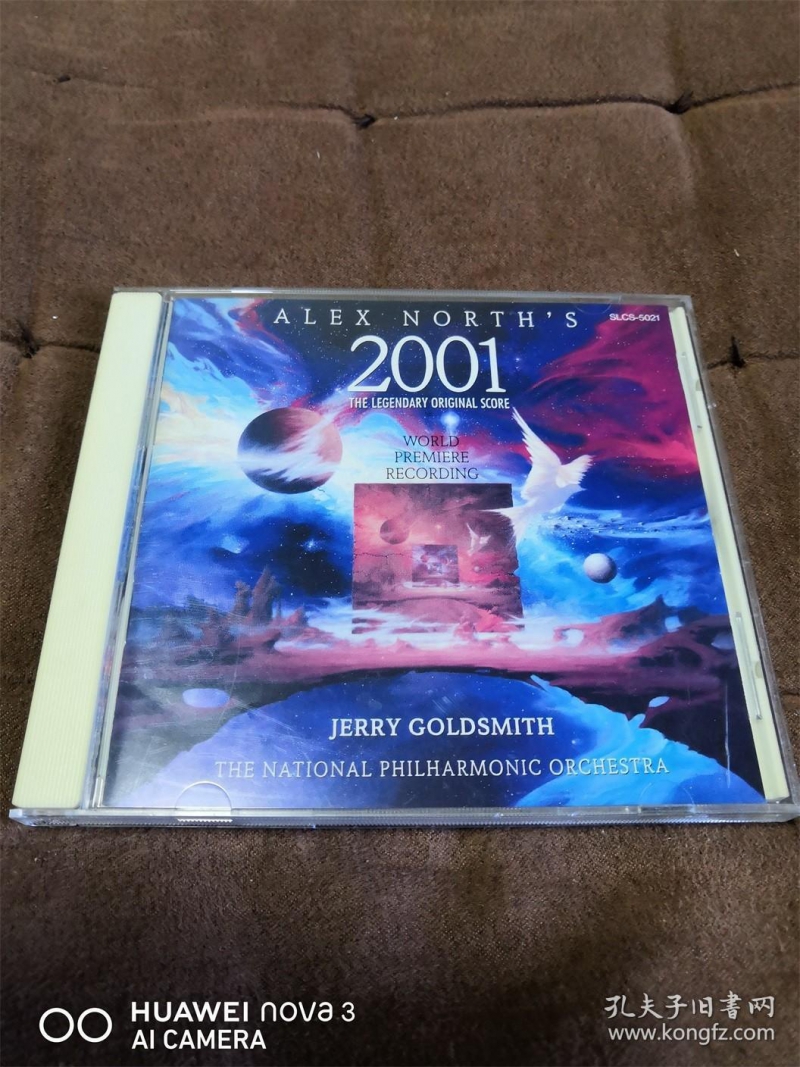 ALEX NORTH'S
SLCS-5021
2001
THE LEGENDARY ORIGINAL SCORE
WORLD
PREMIERE
RECORDING
JERRY GOLDSMITH
THE NATIONAL PHILHARMONIC ORCHESTRA
HUAWEI nova 3
AI CAMERA
孔夫子旧书网
www.kongfz.com